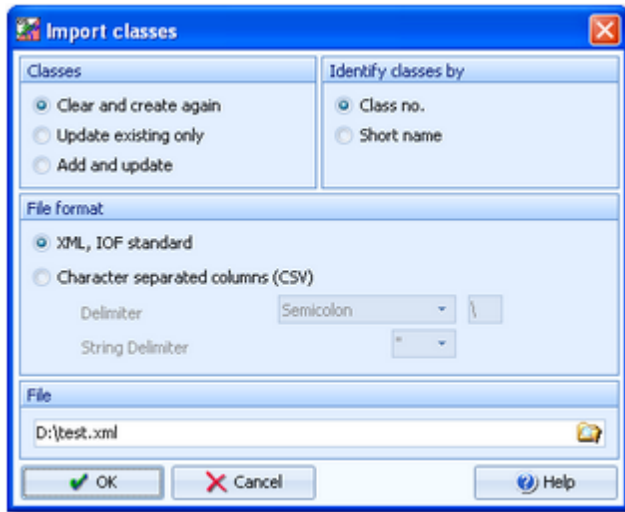 Import classes
Classes
Identify classes by
Clear and create again
Class no.
Update existing only
Short name
Add and update
File format
XML, IOF standard
Character separated columns (CSV)
Delimiter Semicolon \
String Delimiter "
File
D:\test.xml
OK Cancel Help